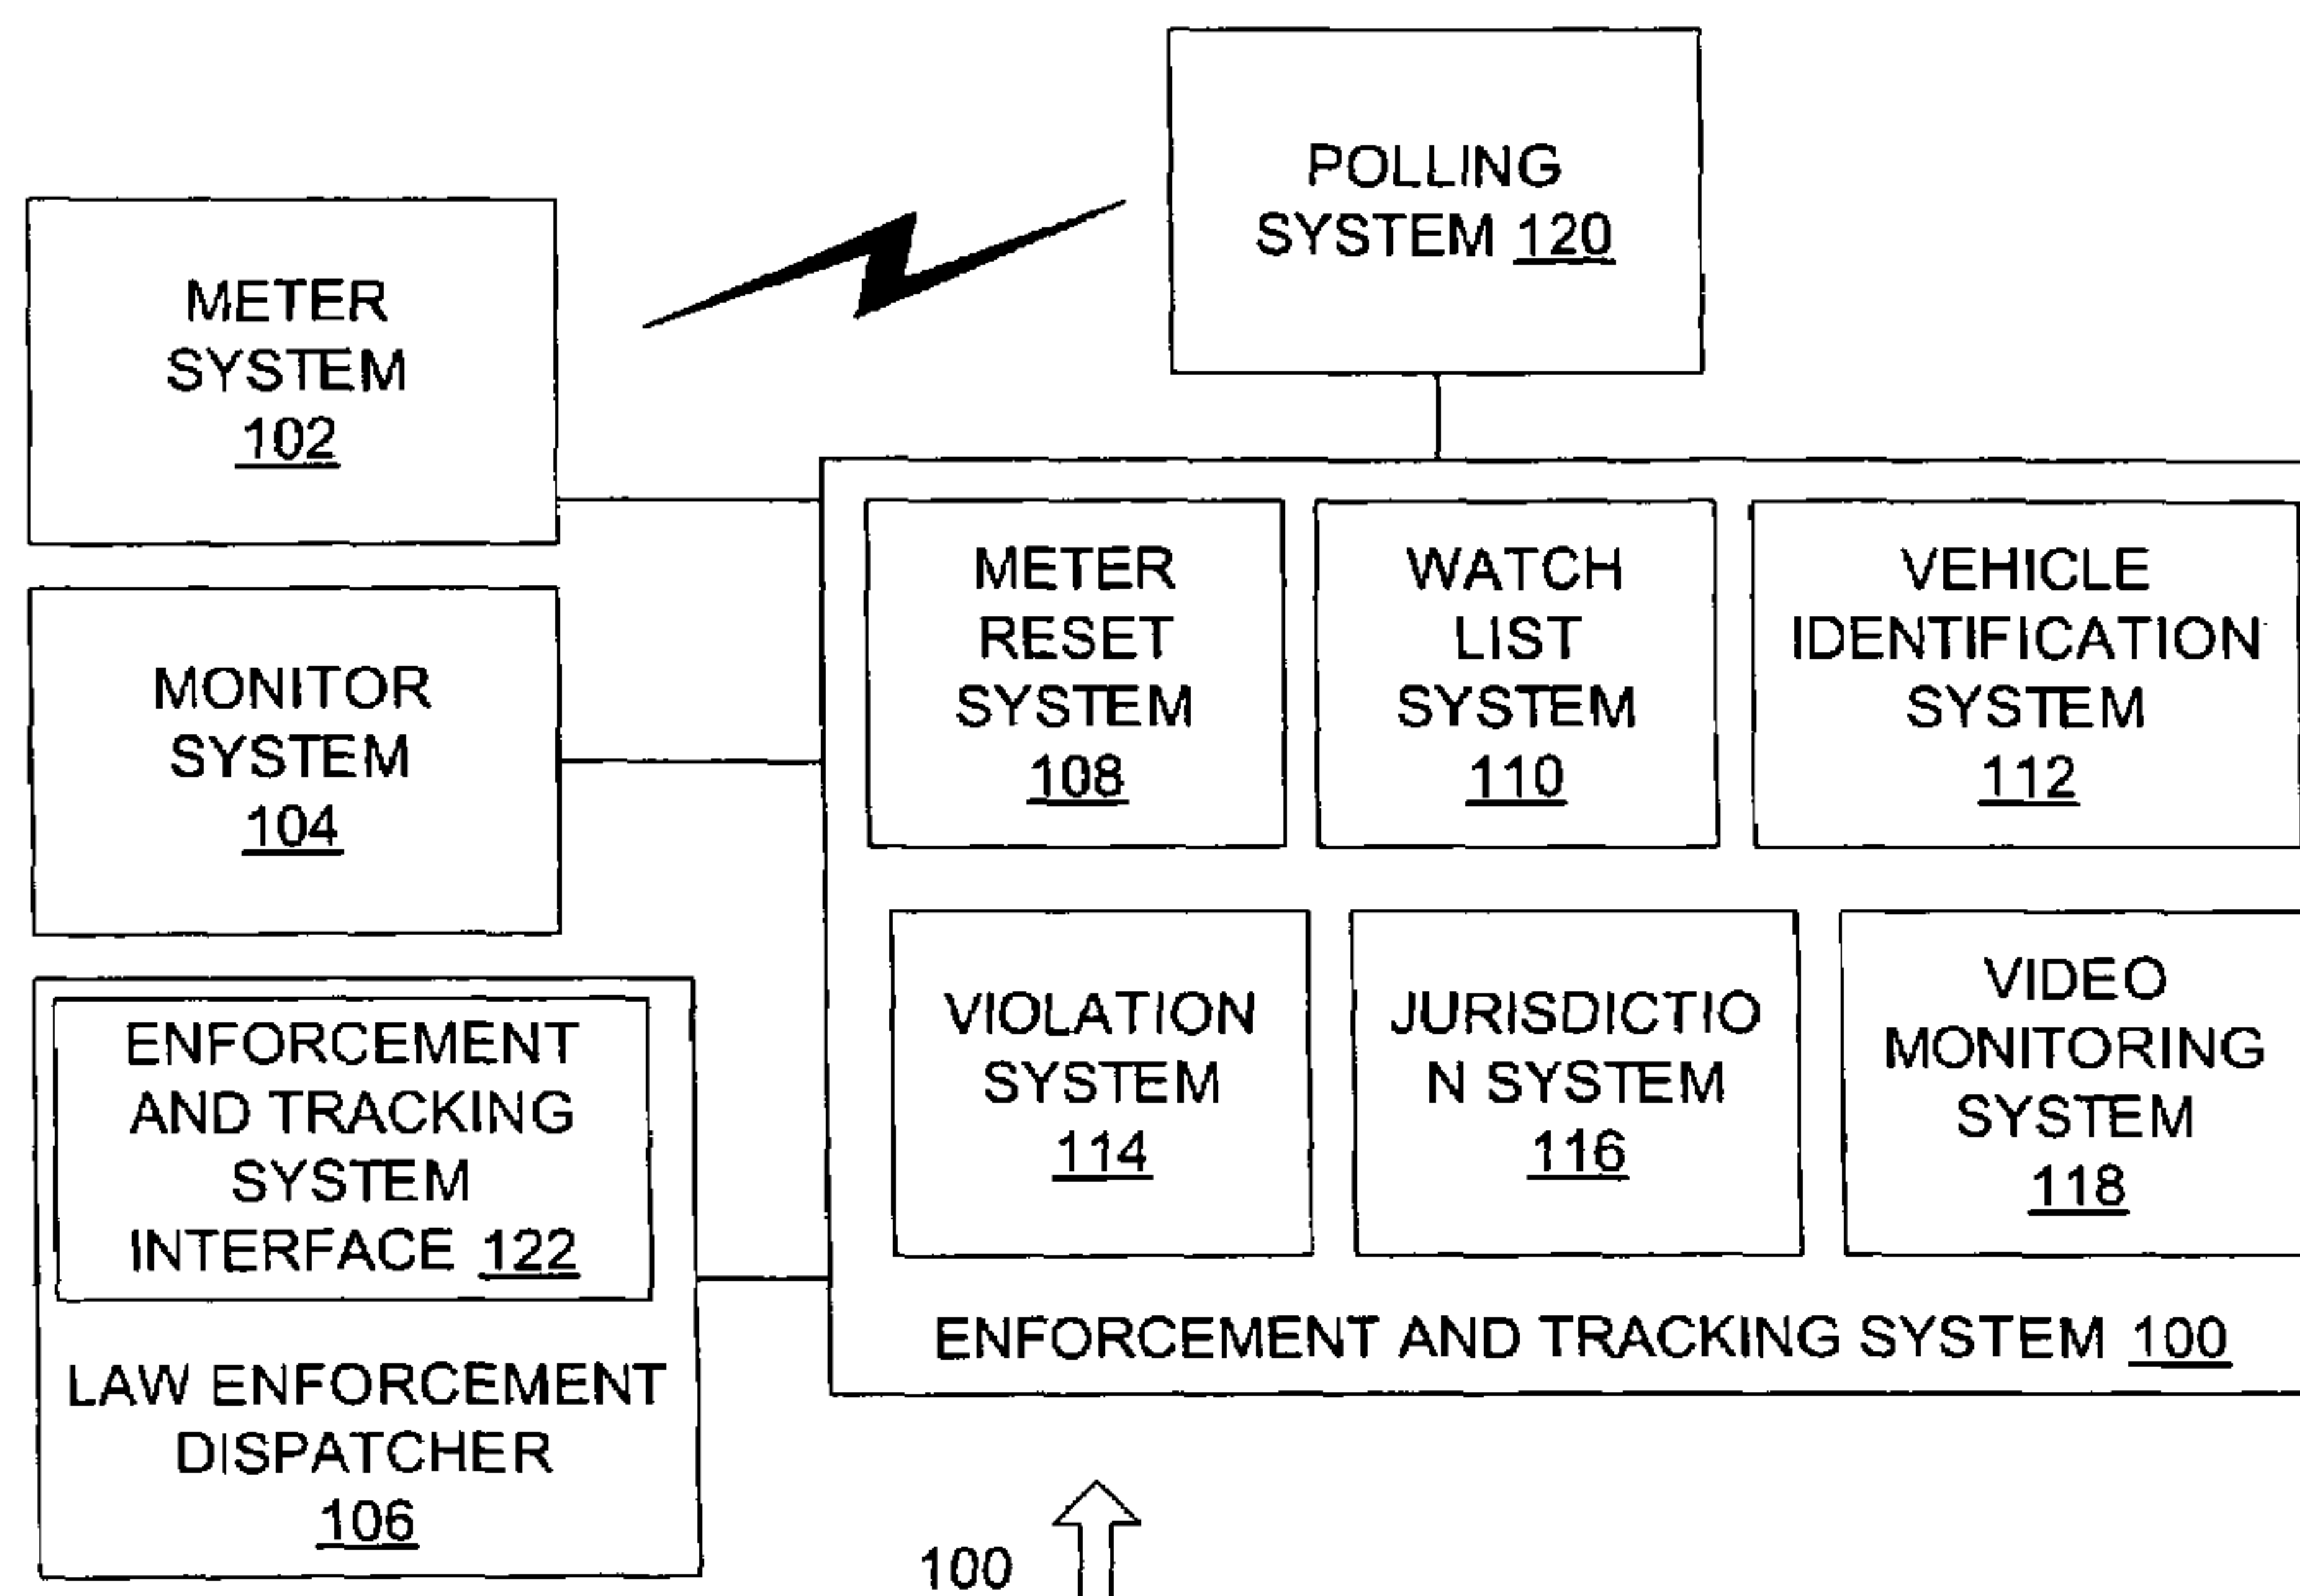 POLLING
SYSTEM 120
METER
SYSTEM
102
METER
RESET
SYSTEM
108
WATCH
LIST
SYSTEM
110
VEHICLE
IDENTIFICATION
SYSTEM
112
MONITOR
SYSTEM
104
VIOLATION
SYSTEM
114
JURISDICTIO
N SYSTEM
116
VIDEO
MONITORING
SYSTEM
118
ENFORCEMENT
AND TRACKING
SYSTEM
INTERFACE 122
ENFORCEMENT AND TRACKING SYSTEM 100
LAW ENFORCEMENT
DISPATCHER
106
100